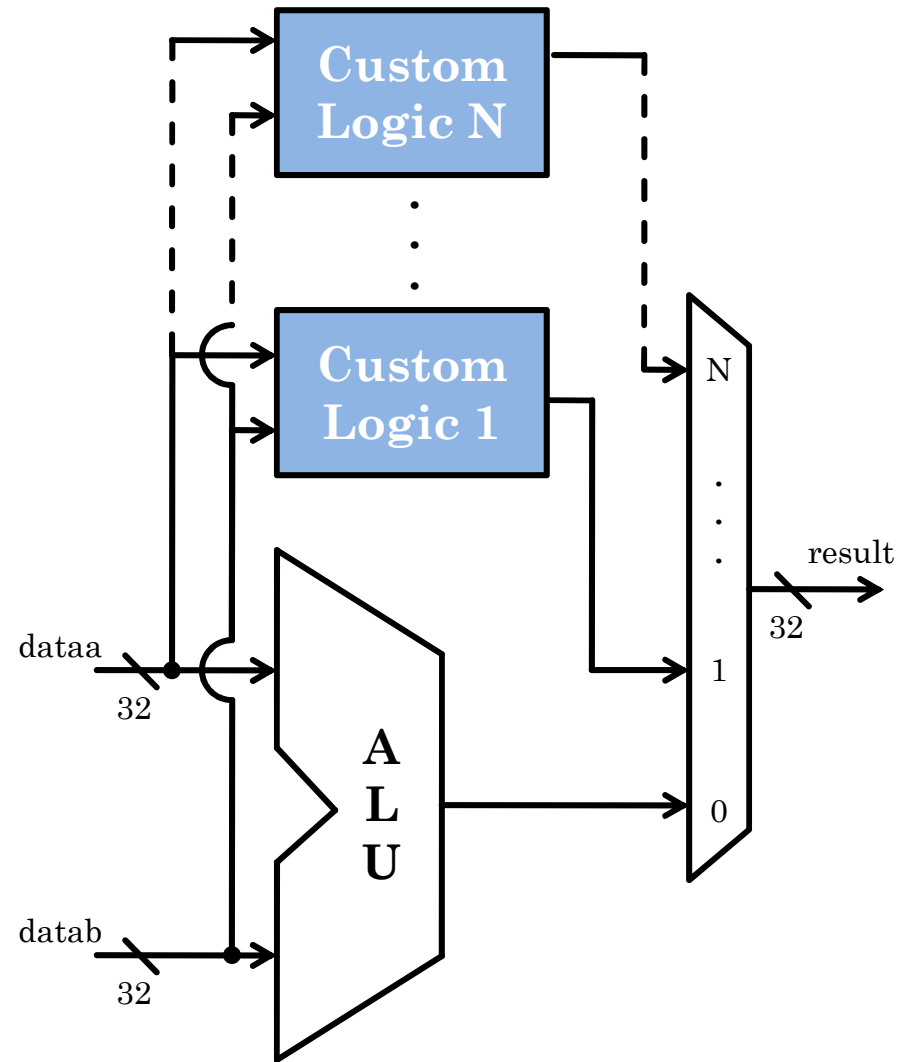 Custom
Logic N
Custom
Logic 1
N
result
32
dataa
32
1
A
L
U
0
datab
32